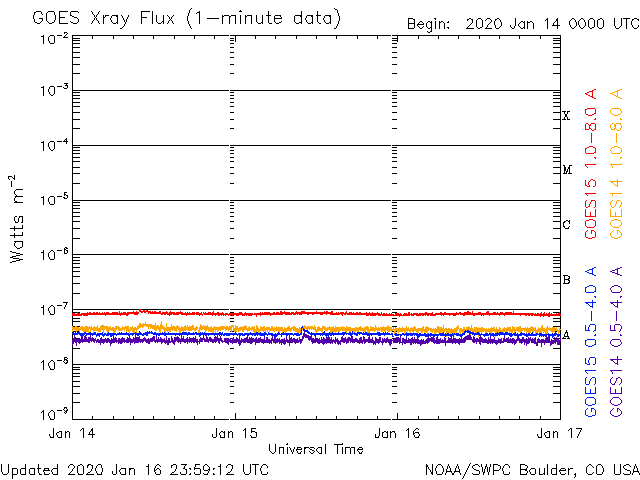 GOES Xray Flux (1-minute data)
Begin: 2020 Jan 14 0000 UTC
10⁻²
10⁻³
10⁻⁴
10⁻⁵
10⁻⁶
10⁻⁷
10⁻⁸
10⁻⁹
Watts m⁻²
X
M
C
B
A
GOES15 1.0-8.0 A
GOES14 1.0-8.0 A
GOES15 0.5-4.0 A
GOES14 0.5-4.0 A
Jan 14 Jan 15 Jan 16 Jan 17
Universal Time
Updated 2020 Jan 16 23:59:12 UTC
NOAA/SWPC Boulder, CO USA